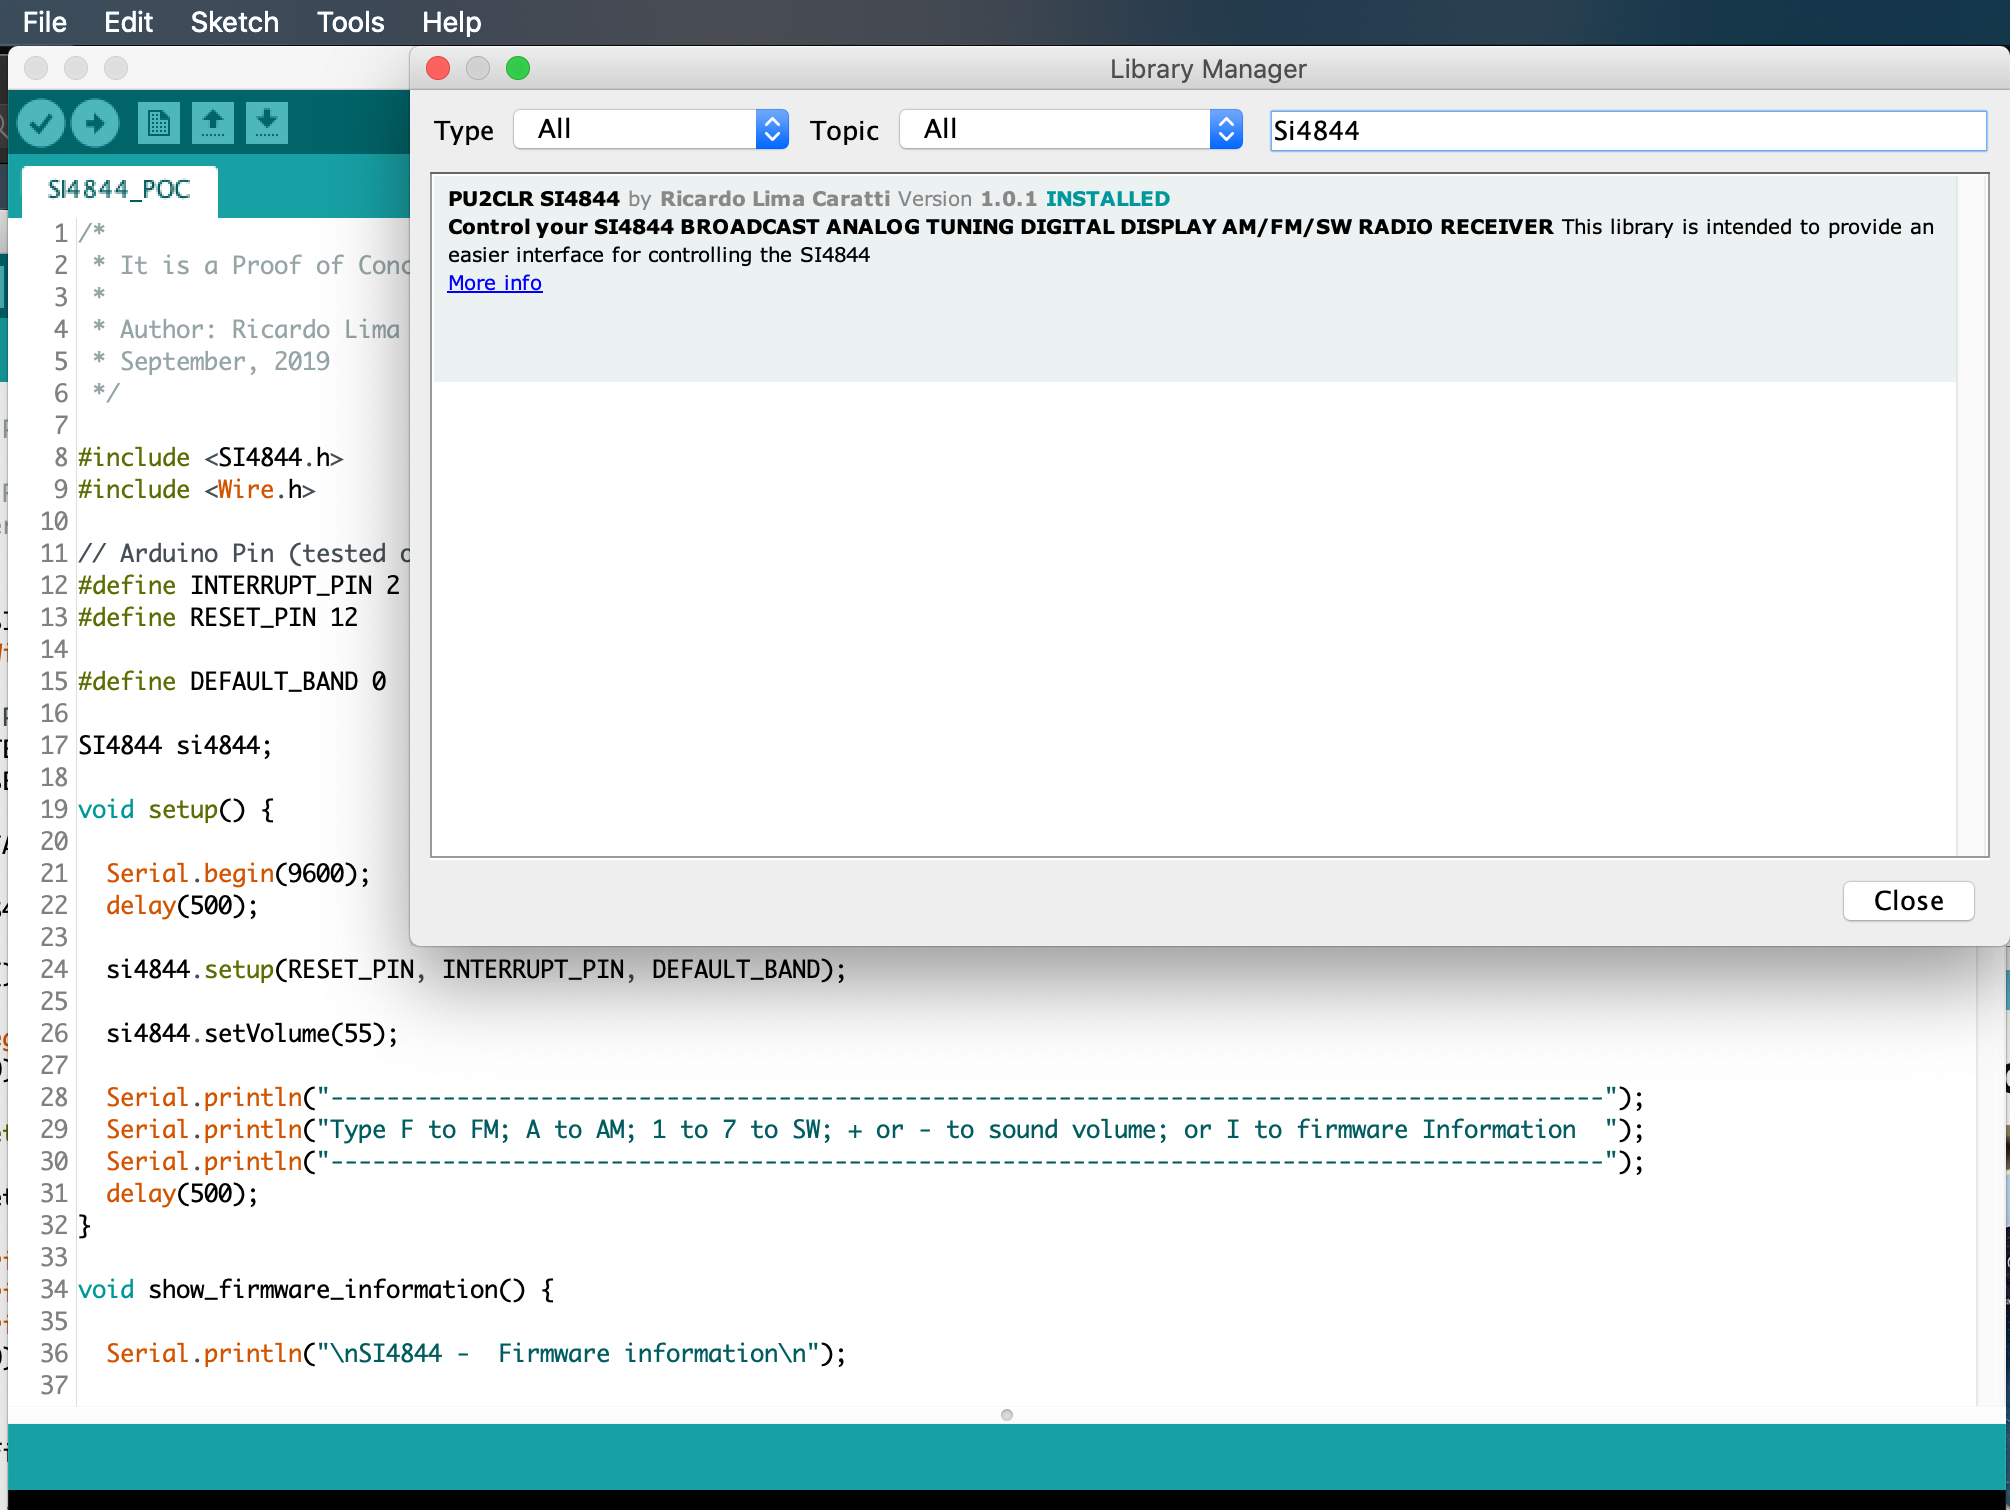 File Edit Sketch Tools Help
Library Manager
Type All Topic All Si4844
PU2CLR SI4844 by Ricardo Lima Caratti Version 1.0.1 INSTALLED
Control your SI4844 BROADCAST ANALOG TUNING DIGITAL DISPLAY AM/FM/SW RADIO RECEIVER This library is intended to provide an
easier interface for controlling the SI4844
More info
Close
SI4844_POC
1 /*
2 * It is a Proof of Conc
3 *
4 * Author: Ricardo Lima
5 * September, 2019
6 */
7
8 #include <SI4844.h>
9 #include <Wire.h>
10
11 // Arduino Pin (tested
12 #define INTERRUPT_PIN 2
13 #define RESET_PIN 12
14
15 #define DEFAULT_BAND 0
16
17 SI4844 si4844;
18
19 void setup() {
20
21 Serial.begin(9600);
22 delay(500);
23
24 si4844.setup(RESET_PIN, INTERRUPT_PIN, DEFAULT_BAND);
25
26 si4844.setVolume(55);
27
28 Serial.println("-------------------------------------------------------------------------------------------");
29 Serial.println("Type F to FM; A to AM; 1 to 7 to SW; + or - to sound volume; or I to firmware Information  ");
30 Serial.println("-------------------------------------------------------------------------------------------");
31 delay(500);
32 }
33
34 void show_firmware_information() {
35
36 Serial.println("\nSI4844 -  Firmware information\n");
37